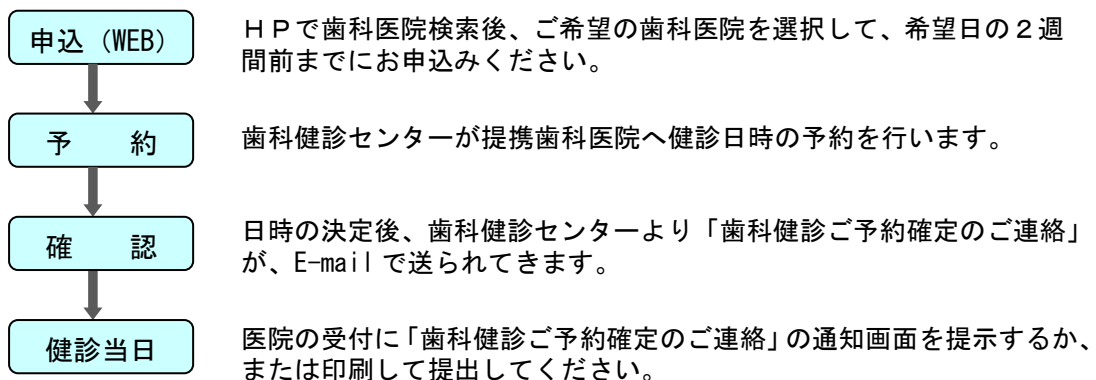 申込（WEB）
ＨＰで歯科医院検索後、ご希望の歯科医院を選択して、希望日の２週
間前までにお申込みください。
予　　約
歯科健診センターが提携歯科医院へ健診日時の予約を行います。
確　　認
日時の決定後、歯科健診センターより「歯科健診ご予約確定のご連絡」
が、E-mailで送られてきます。
健診当日
医院の受付に「歯科健診ご予約確定のご連絡」の通知画面を提示するか、
または印刷して提出してください。